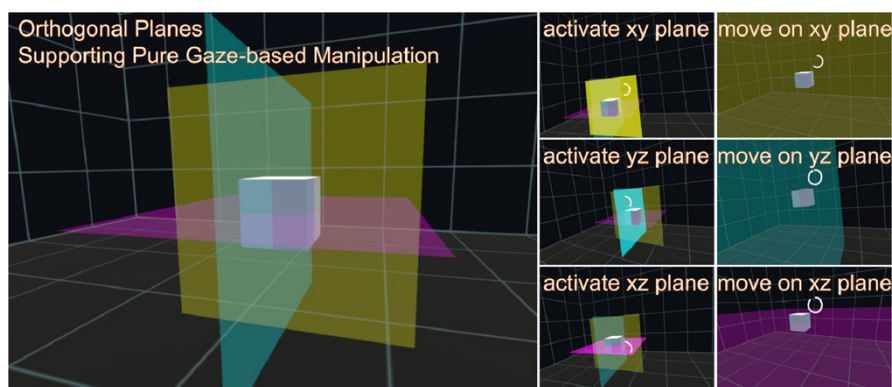 Orthogonal Planes
Supporting Pure Gaze-based Manipulation
activate xy plane
move on xy plane
activate yz plane
move on yz plane
activate xz plane
move on xz plane